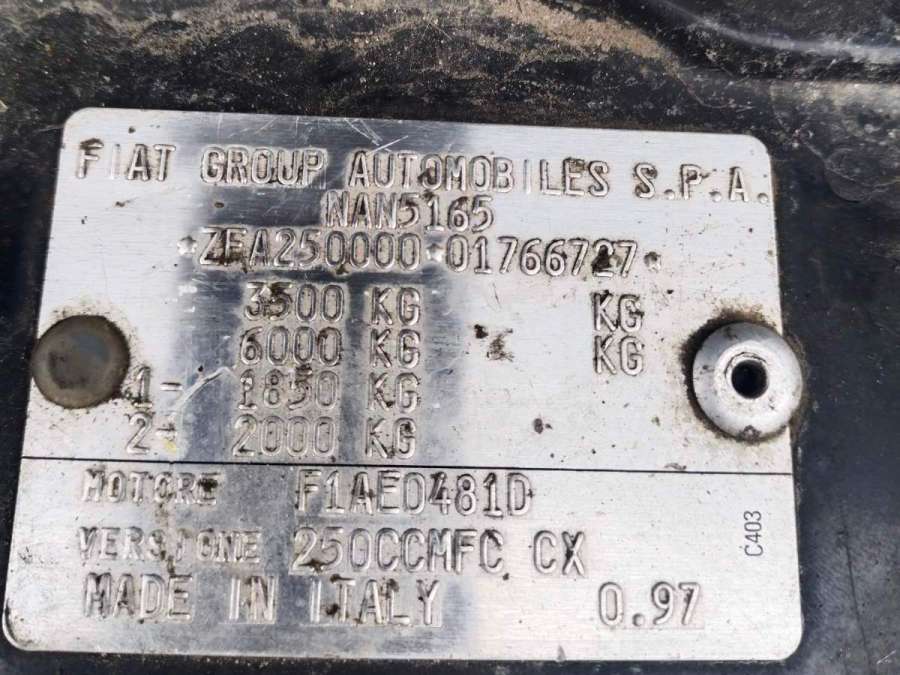 FIAT GROUP AUTOMOBILES S.P.A.
NAN5165
*ZFA250000*01766727*
3500 KG KG
6000 KG KG
1- 1850 KG
2- 2000 KG
MOTORE F1AE0481D
VERSIONE 250CCMFC CX
MADE IN ITALY 0.97
C403